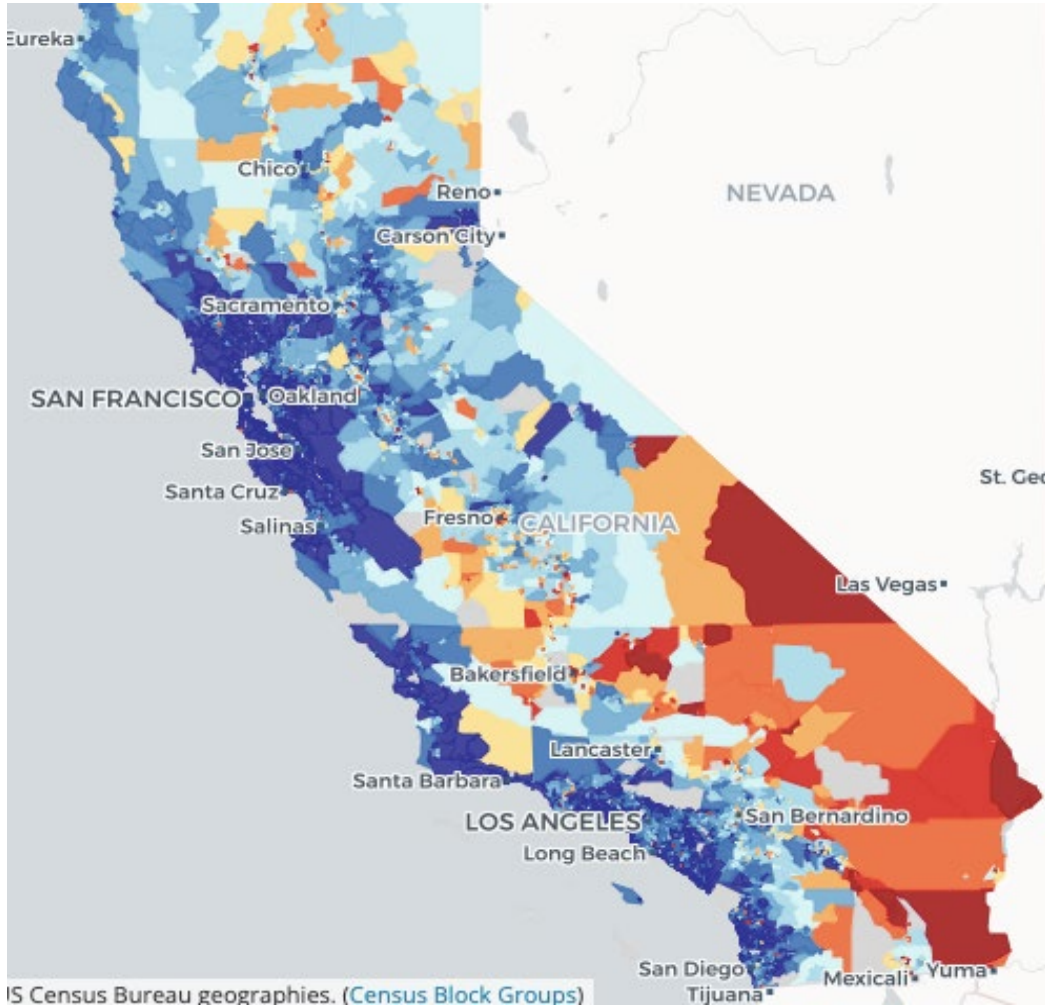 Eureka
Chico
Reno
NEVADA
Carson City
Sacramento
SAN FRANCISCO
Oakland
San Jose
St. Geo
Santa Cruz
Salinas
Fresno
CALIFORNIA
Las Vegas
Bakersfield
Lancaster
Santa Barbara
LOS ANGELES
San Bernardino
Long Beach
San Diego
Mexicali
Yuma
Tijuana
US Census Bureau geographies. (Census Block Groups)